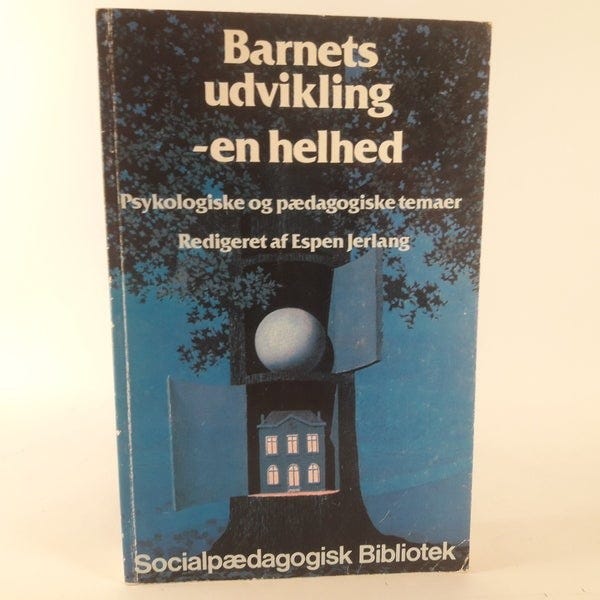 Barnets
udvikling
-en helhed
Psykologiske og pædagogiske temaer
Redigeret af Espen Jerlang
Socialpædagogisk Bibliotek